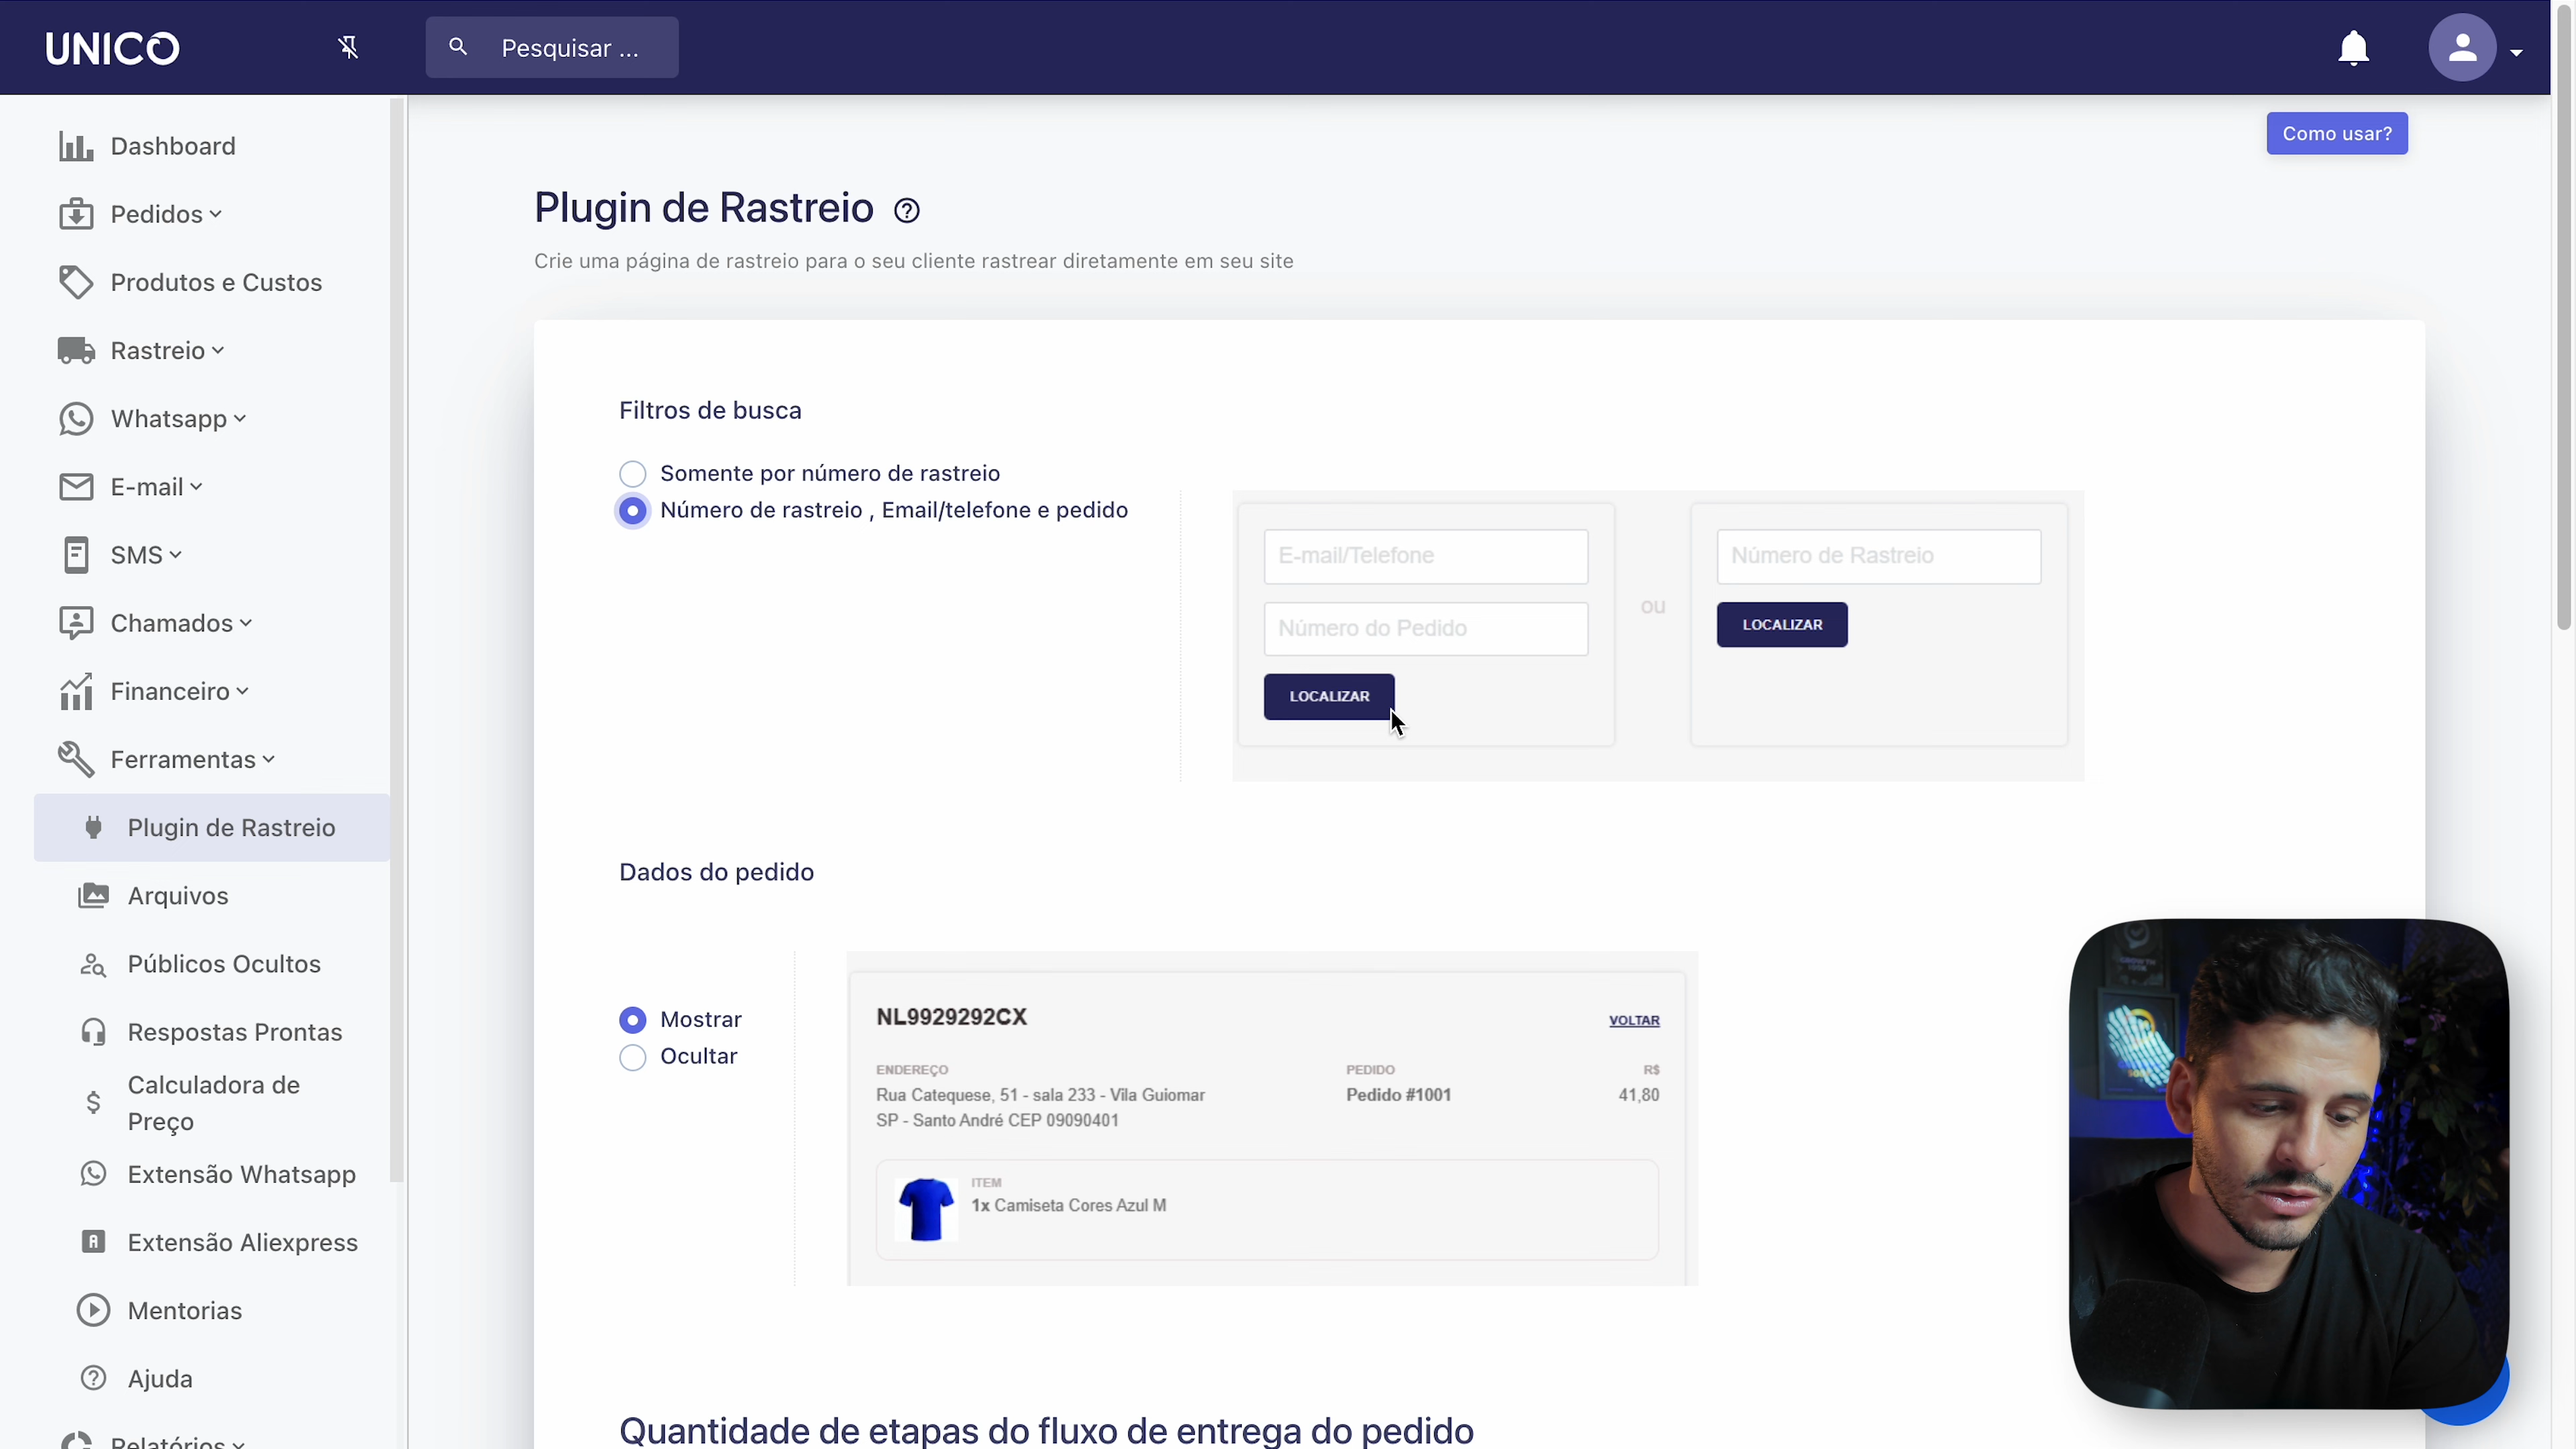 UNICO
Pesquisar ...
Dashboard
Pedidos
Produtos e Custos
Rastreio
Whatsapp
E-mail
SMS
Chamados
Financeiro
Ferramentas
Plugin de Rastreio
Arquivos
Públicos Ocultos
Respostas Prontas
Calculadora de
Preço
Extensão Whatsapp
Extensão Aliexpress
Mentorias
Ajuda
Relatórios
Como usar?
Plugin de Rastreio
Crie uma página de rastreio para o seu cliente rastrear diretamente em seu site
Filtros de busca
Somente por número de rastreio
Número de rastreio , Email/telefone e pedido
E-mail/Telefone
Número do Pedido
LOCALIZAR
ou
Número de Rastreio
LOCALIZAR
Dados do pedido
Mostrar
Ocultar
NL9929292CX
VOLTAR
ENDEREÇO
Rua Catequese, 51 - sala 233 - Vila Guiomar
SP - Santo André CEP 09090401
PEDIDO
Pedido #1001
R$
41,80
ITEM
1x Camiseta Cores Azul M
Quantidade de etapas do fluxo de entrega do pedido